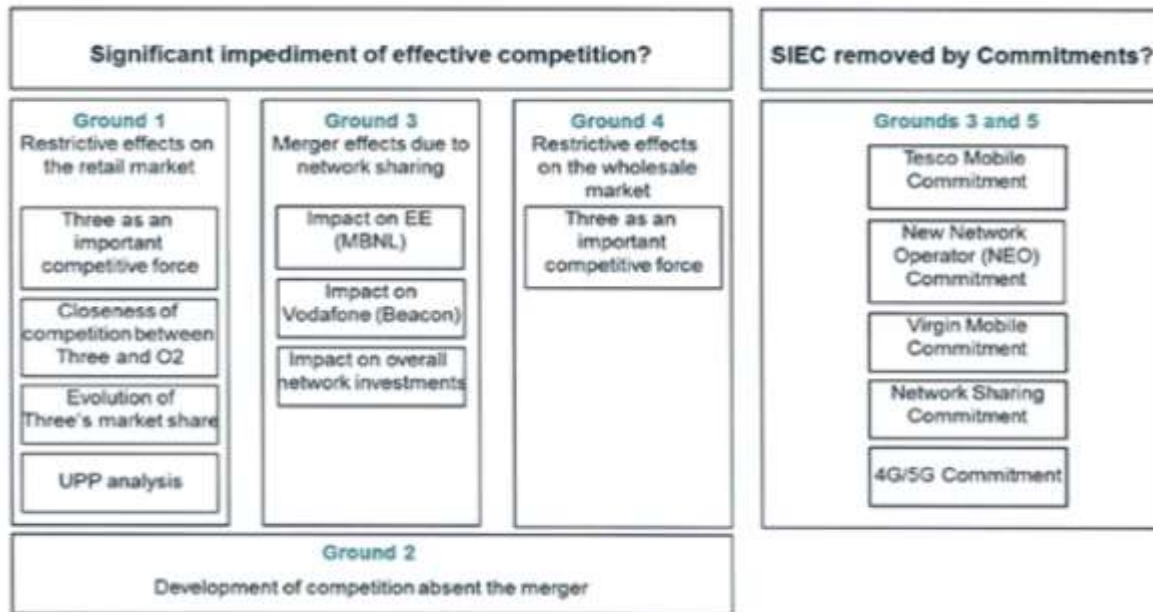 Significant impediment of effective competition?
SIEC removed by Commitments?
Ground 1
Restrictive effects on
the retail market
Three as an
important
competitive force
Closeness of
competition between
Three and O2
Evolution of
Three's market share
UPP analysis
Ground 3
Merger effects due to
network sharing
Impact on EE
(MBNL)
Impact on
Vodafone (Beacon)
Impact on overall
network investments
Ground 4
Restrictive effects
on the wholesale
market
Three as an
important
competitive force
Grounds 3 and 5
Tesco Mobile
Commitment
New Network
Operator (NEO)
Commitment
Virgin Mobile
Commitment
Network Sharing
Commitment
4G/5G Commitment
Ground 2
Development of competition absent the merger